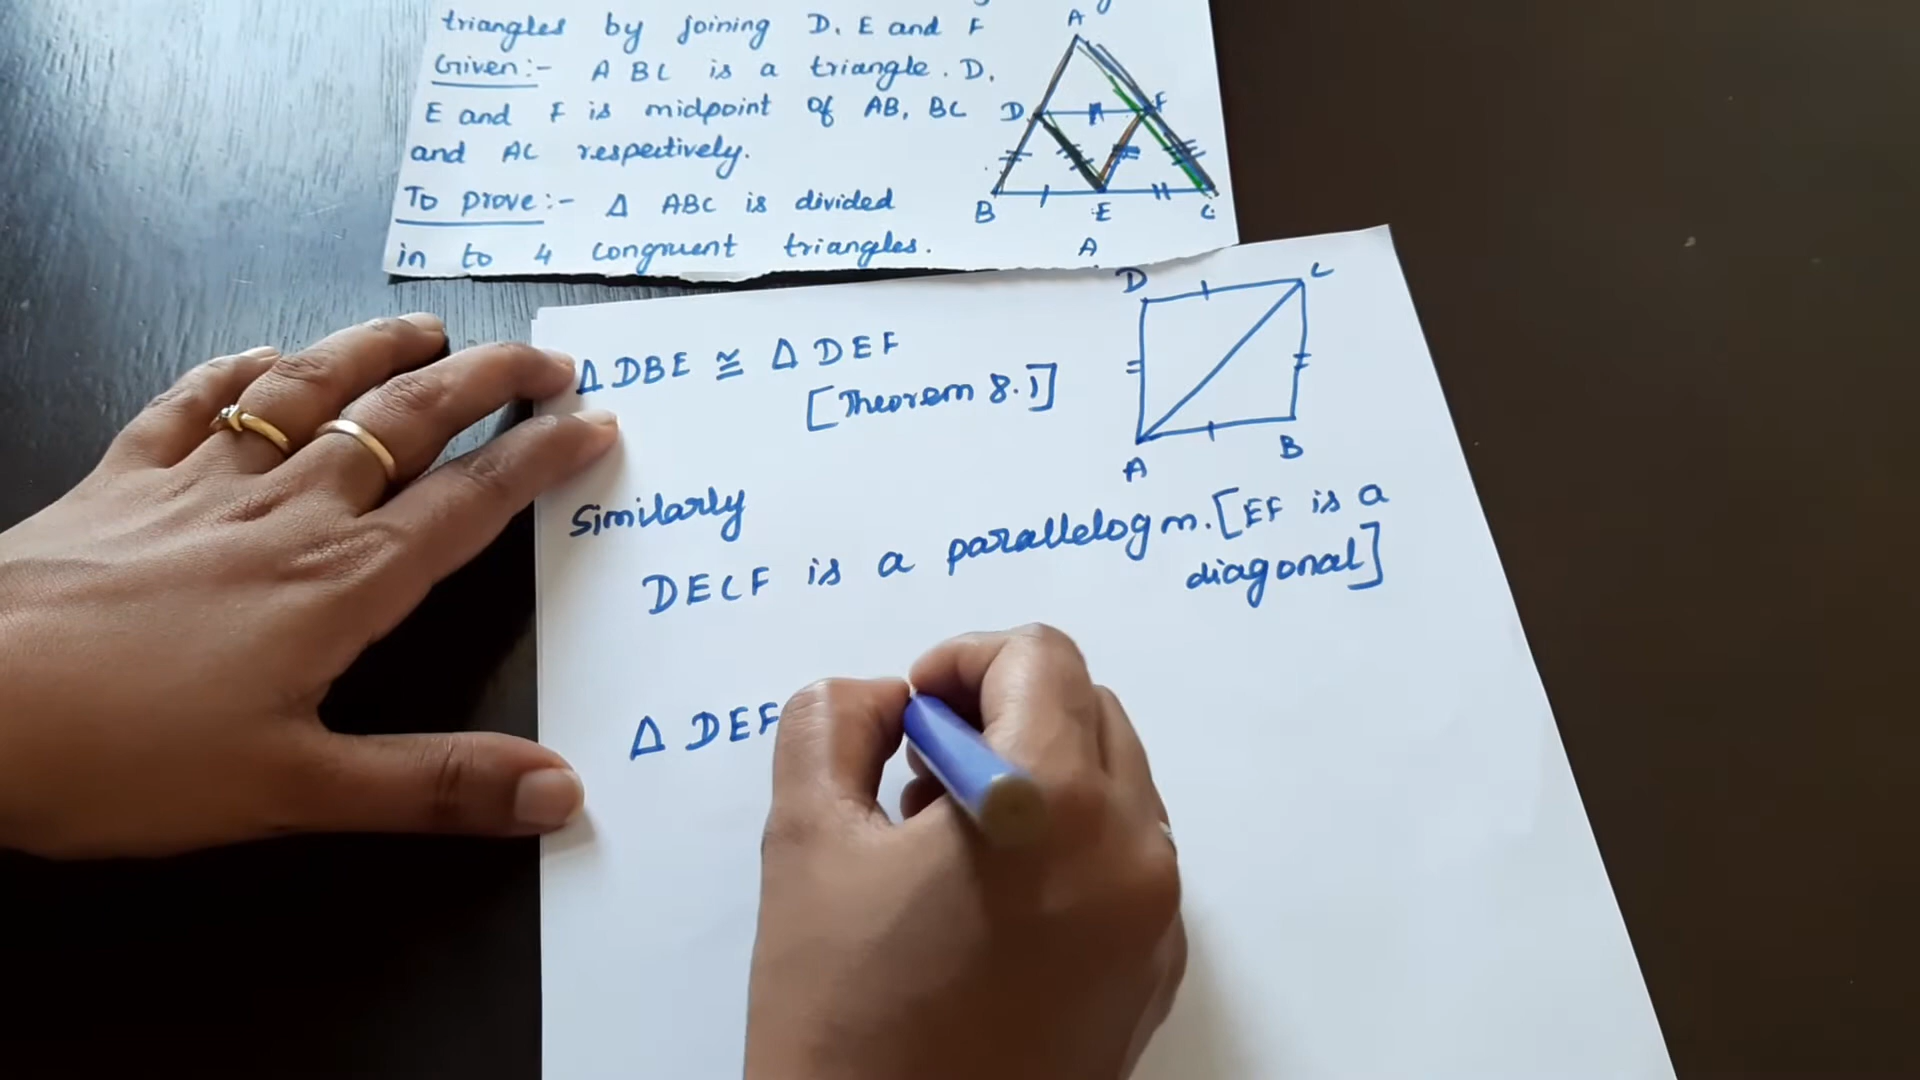 triangles by joining D, E and F
Given:- ABC is a triangle. D,
E and F is midpoint of AB, BC
and AC respectively.
To prove:- Δ ABC is divided
in to 4 congruent triangles.
A
D
F
B
E
C
A
D
C
A
B
Δ DBE ≅ Δ DEF
[Theorem 8.1]
Similarly
DECF is a parallelogm. [EF is a
diagonal]
Δ DEF